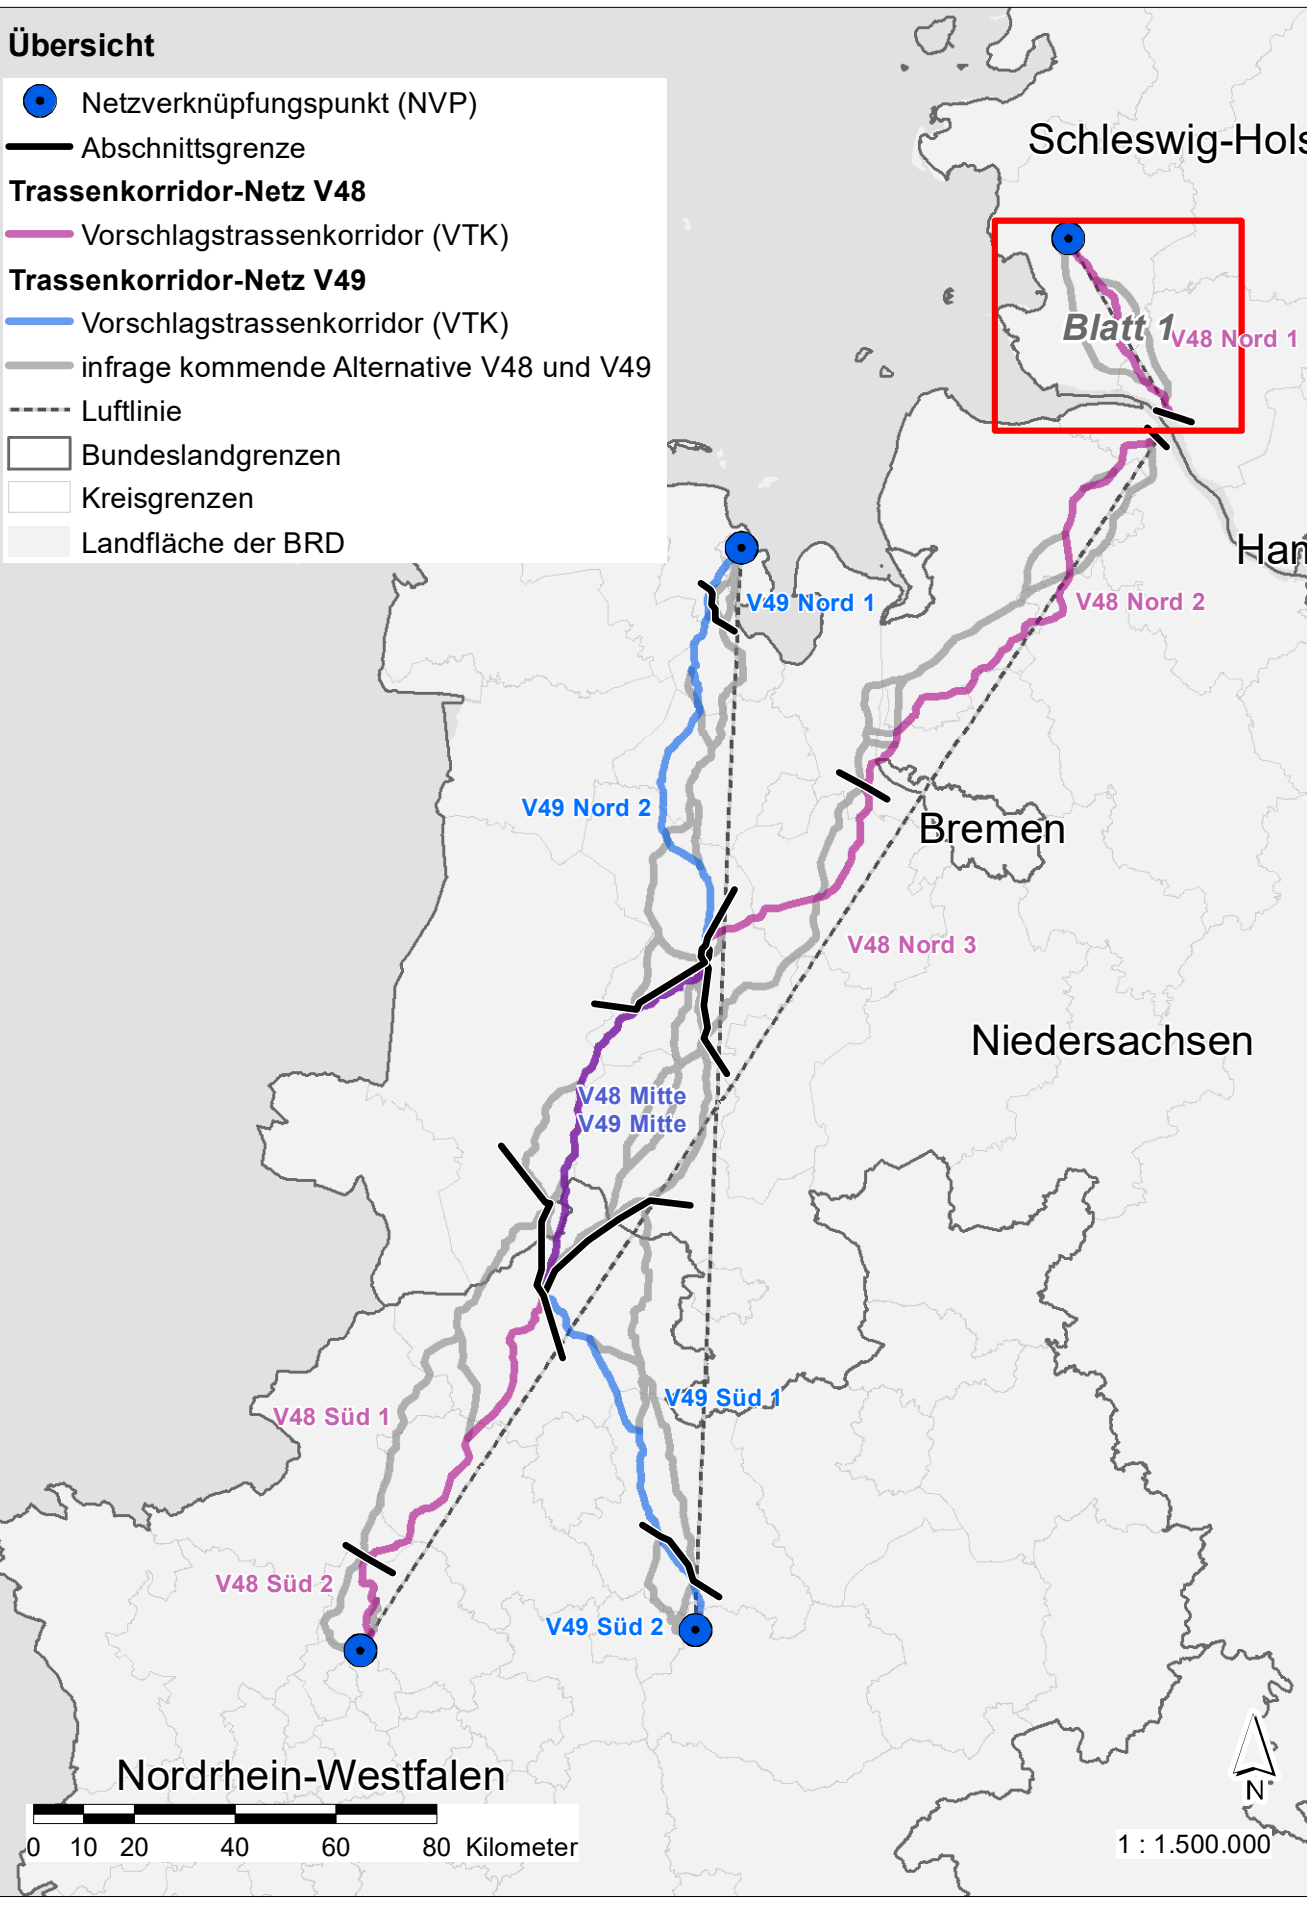 Übersicht
Netzverknüpfungspunkt (NVP)
Abschnittsgrenze
Trassenkorridor-Netz V48
Vorschlagstrassenkorridor (VTK)
Trassenkorridor-Netz V49
Vorschlagstrassenkorridor (VTK)
infrage kommende Alternative V48 und V49
Luftlinie
Bundeslandgrenzen
Kreisgrenzen
Landfläche der BRD
Schleswig-Hols
Blatt 1
V48 Nord 1
Han
V49 Nord 1
V48 Nord 2
V49 Nord 2
Bremen
V48 Nord 3
Niedersachsen
V48 Mitte
V49 Mitte
V49 Süd 1
V48 Süd 1
V48 Süd 2
V49 Süd 2
Nordrhein-Westfalen
0 10 20 40 60 80 Kilometer
N
1 : 1.500.000